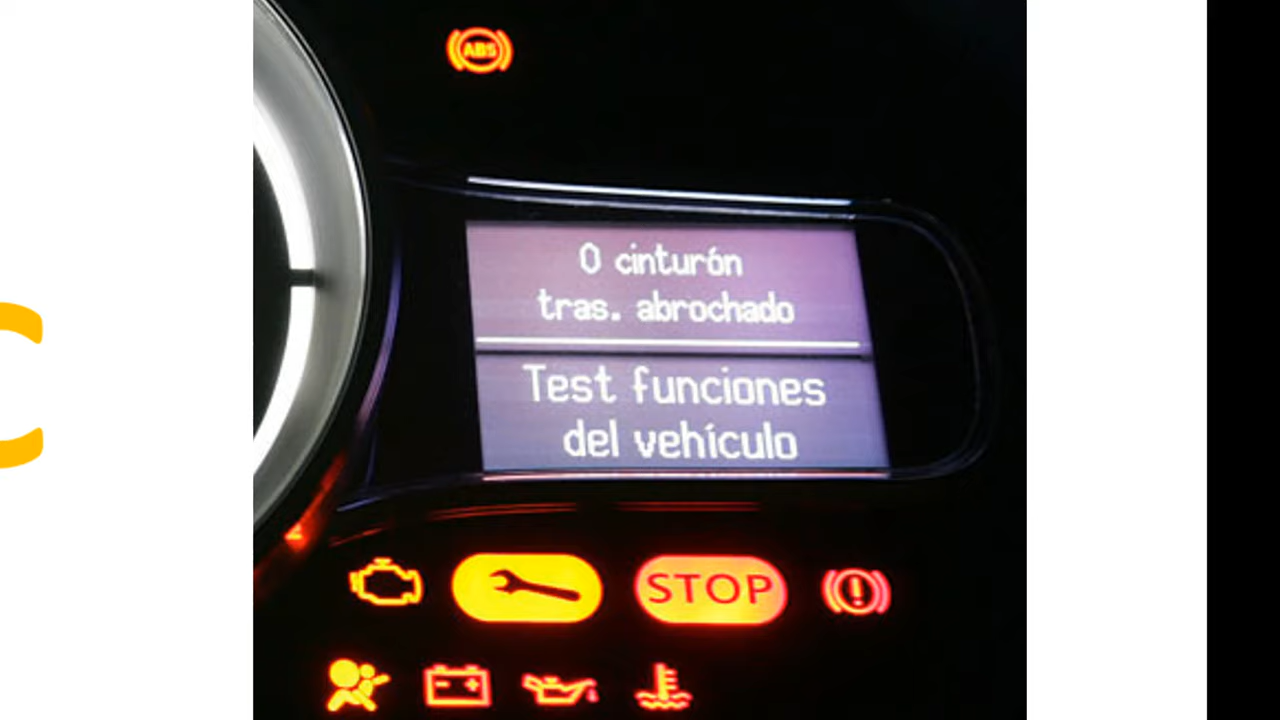 ABS
0 cinturón
tras. abrochado
Test funciones
del vehículo
STOP